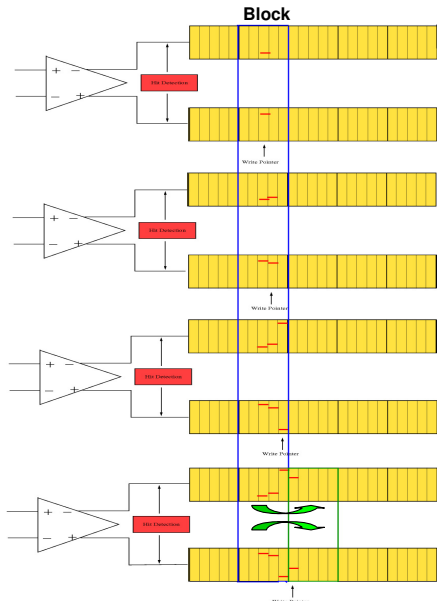 Block
+ −
Hit Detection
− +
Write Pointer
+ −
Hit Detection
− +
Write Pointer
+ −
Hit Detection
− +
Write Pointer
+ −
Hit Detection
− +